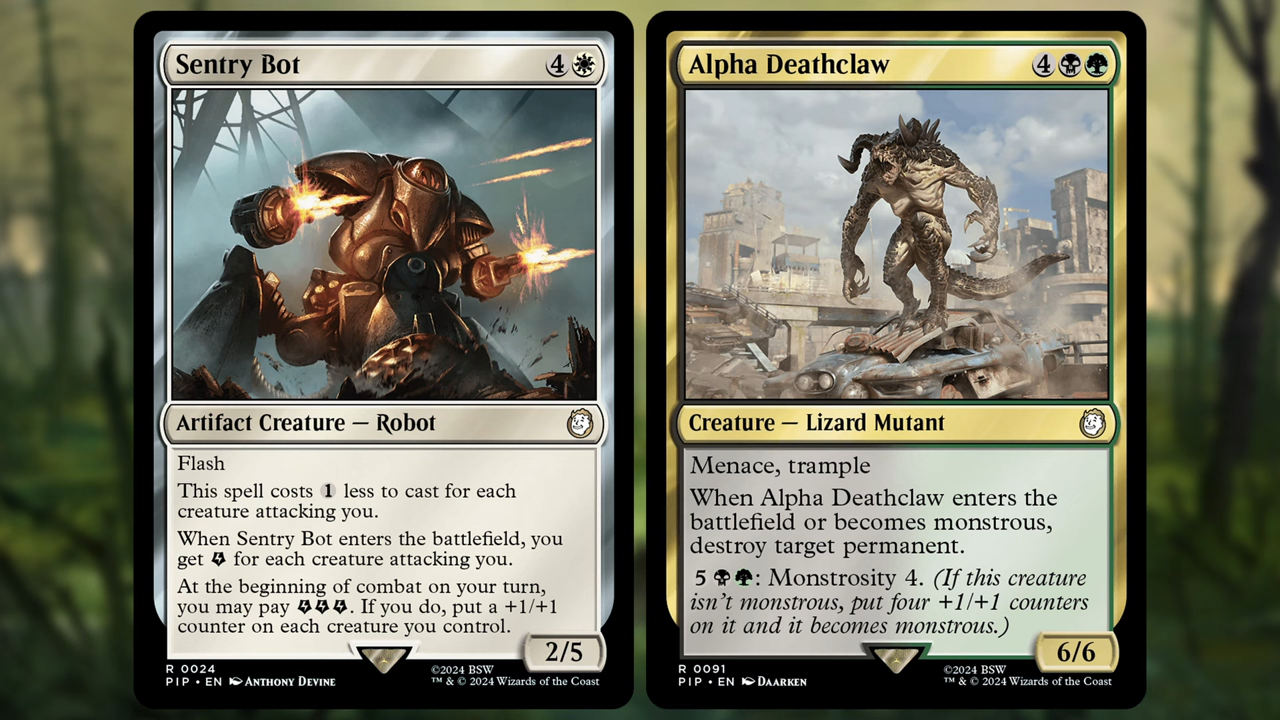 Sentry Bot 4
Artifact Creature — Robot
Flash
This spell costs 1 less to cast for each
creature attacking you.
When Sentry Bot enters the battlefield, you
get for each creature attacking you.
At the beginning of combat on your turn,
you may pay . If you do, put a +1/+1
counter on each creature you control.
2/5
R 0024
PIP • EN Anthony Devine
©2024 BSW
™ & © 2024 Wizards of the Coast
Alpha Deathclaw 4
Creature — Lizard Mutant
Menace, trample
When Alpha Deathclaw enters the
battlefield or becomes monstrous,
destroy target permanent.
5 : Monstrosity 4. (If this creature
isn't monstrous, put four +1/+1 counters
on it and it becomes monstrous.)
6/6
R 0091
PIP • EN Daarken
©2024 BSW
™ & © 2024 Wizards of the Coast